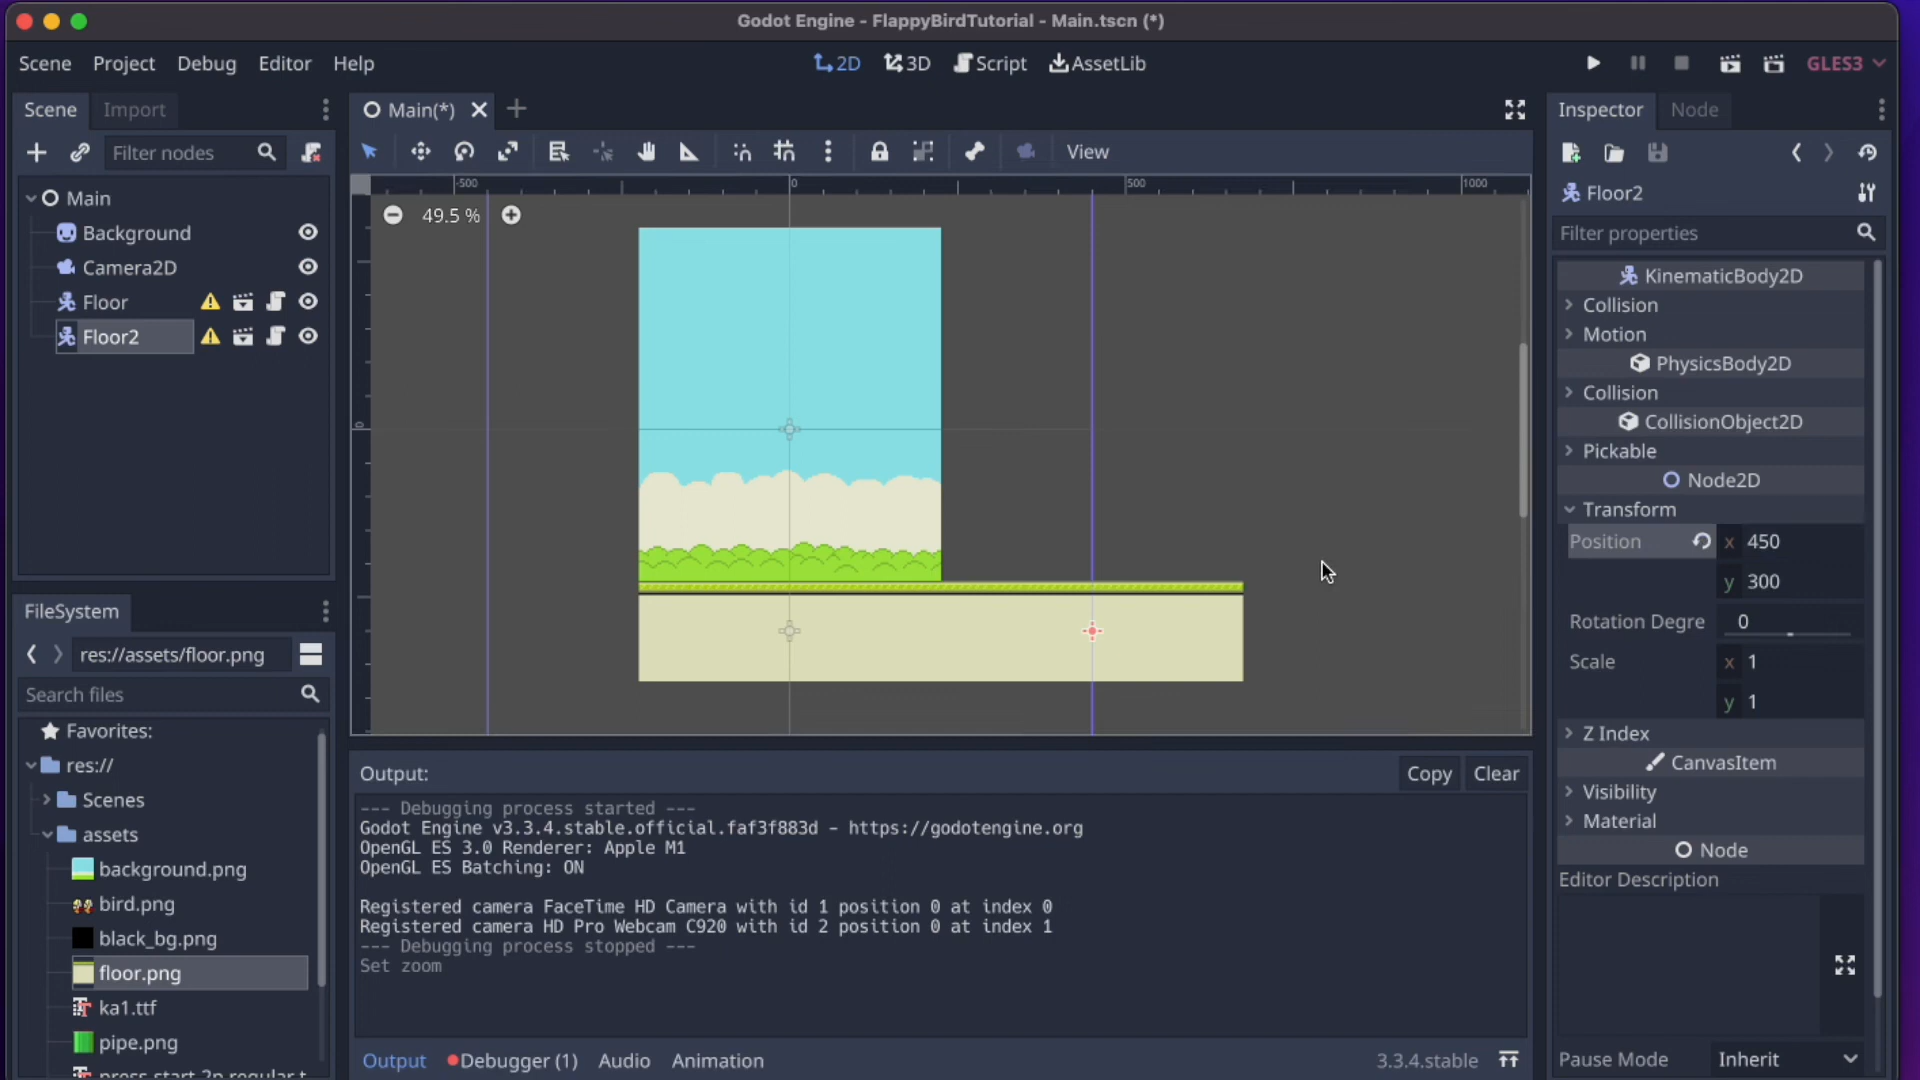 Godot Engine - FlappyBirdTutorial - Main.tscn (*)
Scene Project Debug Editor Help
2D 3D Script AssetLib
GLES3
Scene Import
Filter nodes
Main
Background
Camera2D
Floor
Floor2
FileSystem
res://assets/floor.png
Search files
Favorites:
res://
Scenes
assets
background.png
bird.png
black_bg.png
floor.png
ka1.ttf
pipe.png
Main(*)
View
-500 0 500 1000
49.5 %
0
Output:
Copy Clear
--- Debugging process started ---
Godot Engine v3.3.4.stable.official.faf3f883d - https://godotengine.org
OpenGL ES 3.0 Renderer: Apple M1
OpenGL ES Batching: ON
Registered camera FaceTime HD Camera with id 1 position 0 at index 0
Registered camera HD Pro Webcam C920 with id 2 position 0 at index 1
--- Debugging process stopped ---
Set zoom
Output Debugger (1) Audio Animation
3.3.4.stable
Inspector Node
Floor2
Filter properties
KinematicBody2D
Collision
Motion
PhysicsBody2D
Collision
CollisionObject2D
Pickable
Node2D
Transform
Position x 450
y 300
Rotation Degre 0
Scale x 1
y 1
Z Index
CanvasItem
Visibility
Material
Node
Editor Description
Pause Mode Inherit